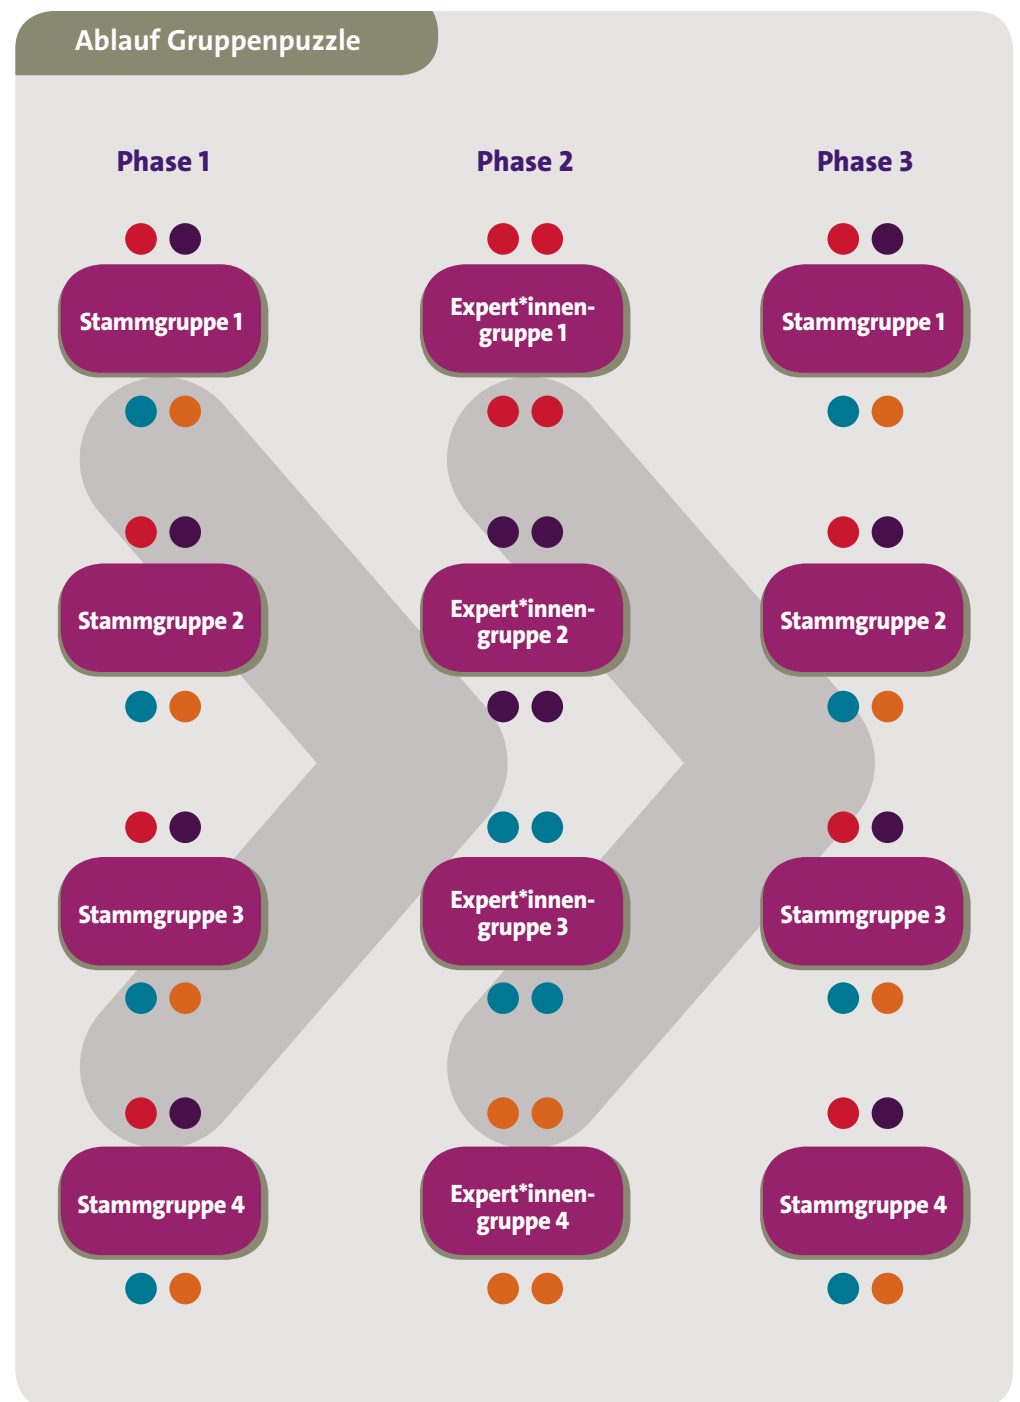 Ablauf Gruppenpuzzle
Phase 1
Phase 2
Phase 3
Stammgruppe 1
Expert*innen-
gruppe 1
Stammgruppe 1
Stammgruppe 2
Expert*innen-
gruppe 2
Stammgruppe 2
Stammgruppe 3
Expert*innen-
gruppe 3
Stammgruppe 3
Stammgruppe 4
Expert*innen-
gruppe 4
Stammgruppe 4